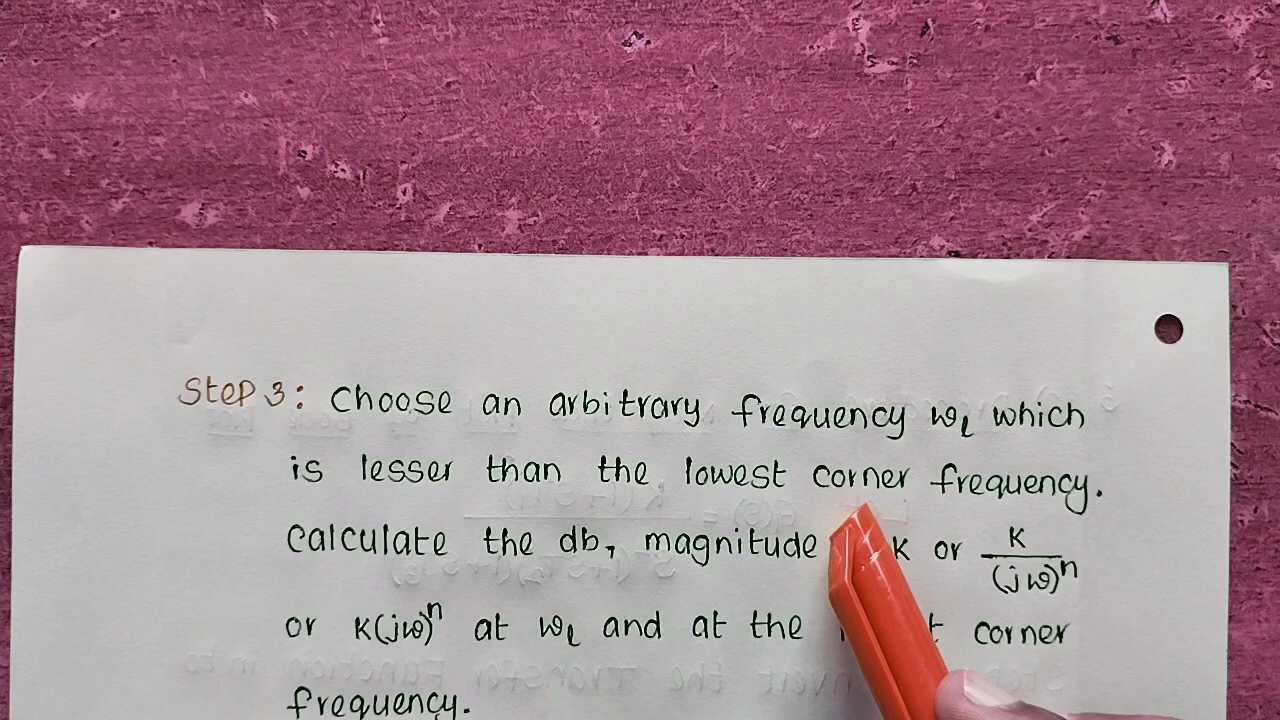 Step 3: Choose an arbitrary frequency ωₗ which
is lesser than the lowest corner frequency.
Calculate the db, magnitude K or K/(jω)ⁿ
or K(jω)ⁿ at ωₗ and at the corner
frequency.